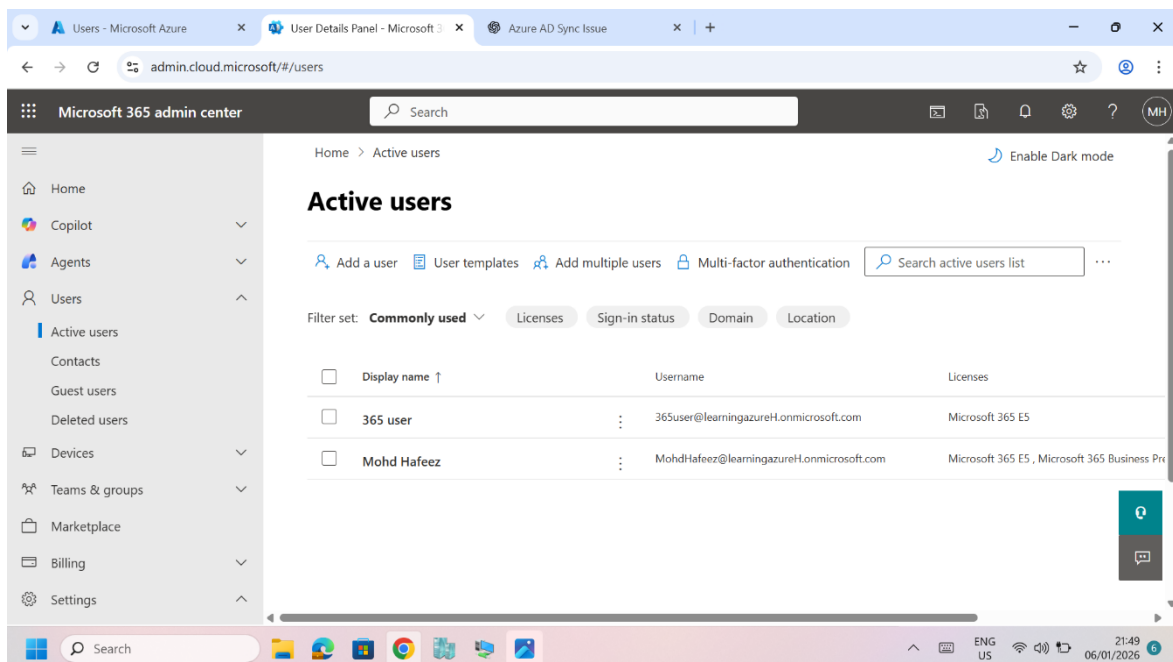 Users - Microsoft Azure
User Details Panel - Microsoft 3
Azure AD Sync Issue
admin.cloud.microsoft/#/users
Microsoft 365 admin center
Search
MH
Home > Active users
Enable Dark mode
Home
Copilot
Agents
Users
Active users
Contacts
Guest users
Deleted users
Devices
Teams & groups
Marketplace
Billing
Settings
Active users
Add a user
User templates
Add multiple users
Multi-factor authentication
Search active users list
Filter set: Commonly used
Licenses
Sign-in status
Domain
Location
Display name ↑ Username Licenses
365 user 365user@learningazureH.onmicrosoft.com Microsoft 365 E5
Mohd Hafeez MohdHafeez@learningazureH.onmicrosoft.com Microsoft 365 E5 , Microsoft 365 Business Pre
Search
ENG
US
21:49
06/01/2026
6